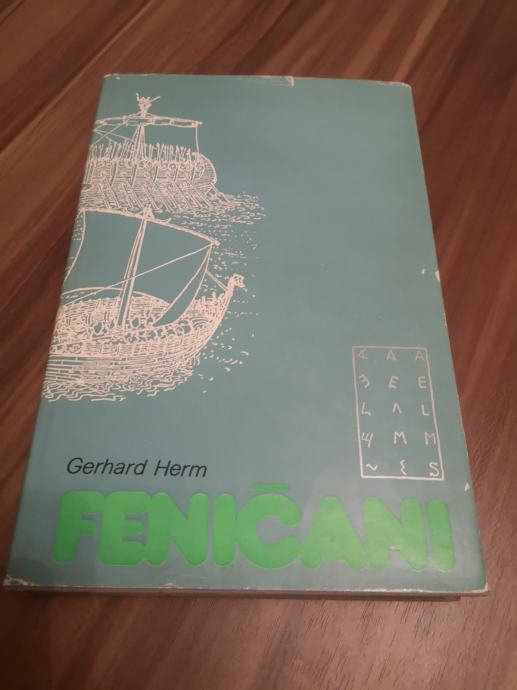 𐤀 A A
𐤄 E E
𐤋 Λ L
𐤌 M M
Gerhard Herm
FENIČANI